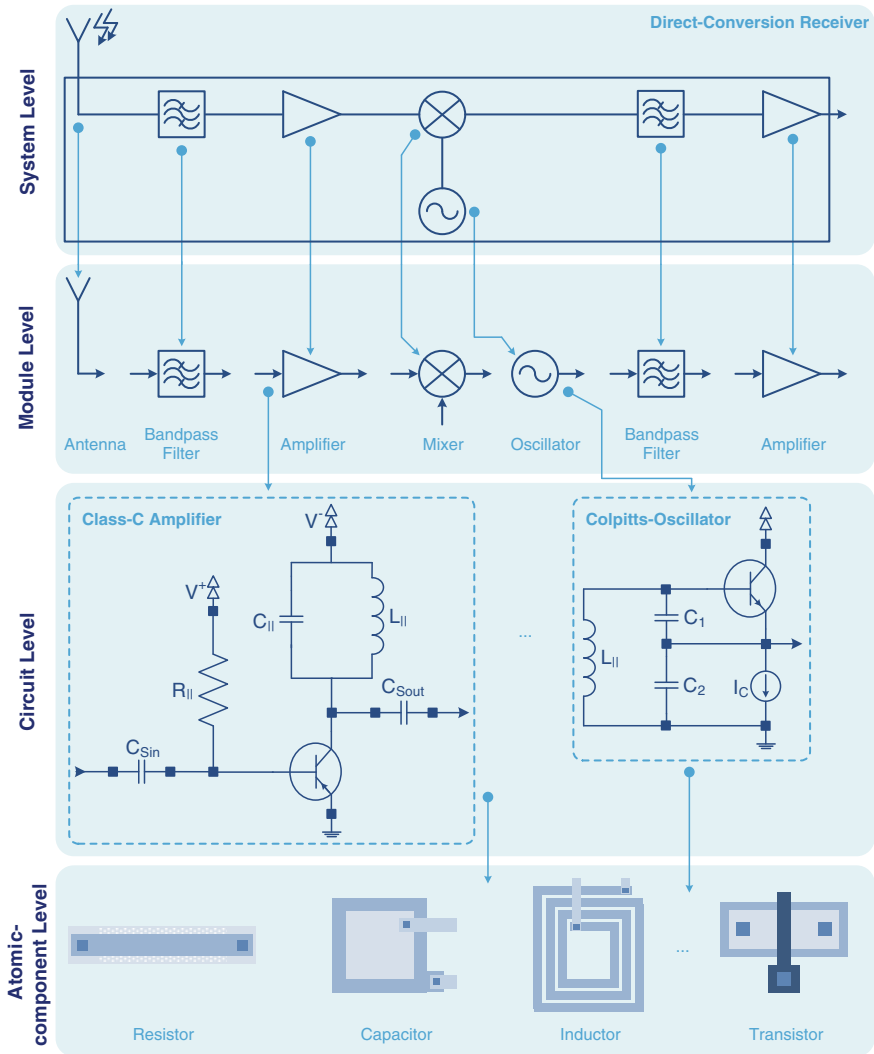 Direct-Conversion Receiver
System Level
Module Level
Antenna
Bandpass
Filter
Amplifier
Mixer
Oscillator
Bandpass
Filter
Amplifier
Circuit Level
Class-C Amplifier
V-
V+
C||
L||
R||
CSout
CSin
...
Colpitts-Oscillator
C1
L||
C2
IC
Atomic-
component Level
...
Resistor
Capacitor
Inductor
Transistor